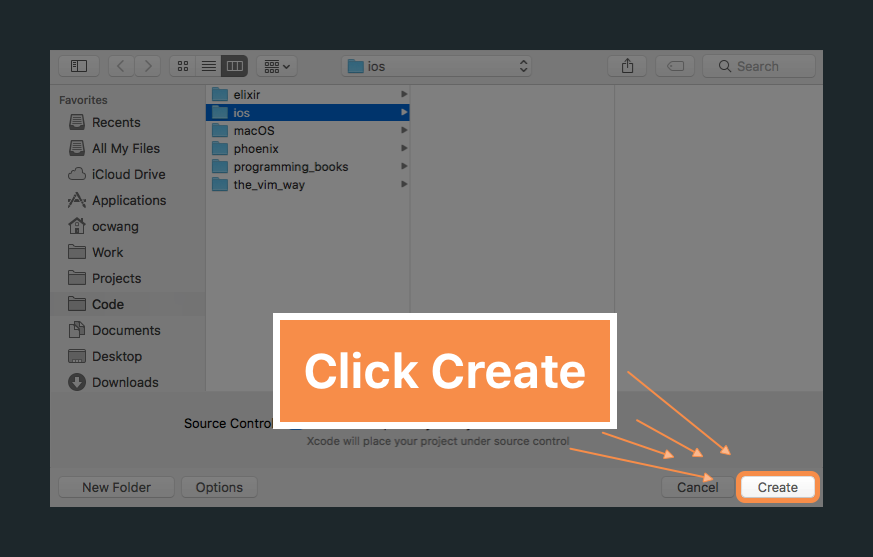 ios
Search
Favorites
Recents
All My Files
iCloud Drive
Applications
ocwang
Work
Projects
Code
Documents
Desktop
Downloads
elixir
ios
macOS
phoenix
programming_books
the_vim_way
Click Create
Source Control
Xcode will place your project under source control
New Folder
Options
Cancel
Create